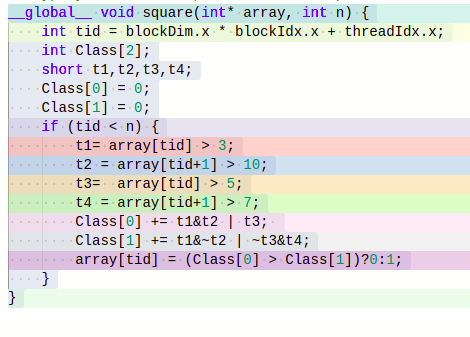 __global__ void square(int* array, int n) {
    int tid = blockDim.x * blockIdx.x + threadIdx.x;
    int Class[2];
    short t1,t2,t3,t4;
    Class[0] = 0;
    Class[1] = 0;
    if (tid < n) {
        t1= array[tid] > 3;
        t2 = array[tid+1] > 10;
        t3= array[tid] > 5;
        t4 = array[tid+1] > 7;
        Class[0] += t1&t2 | t3;
        Class[1] += t1&~t2 | ~t3&t4;
        array[tid] = (Class[0] > Class[1])?0:1;
    }
}